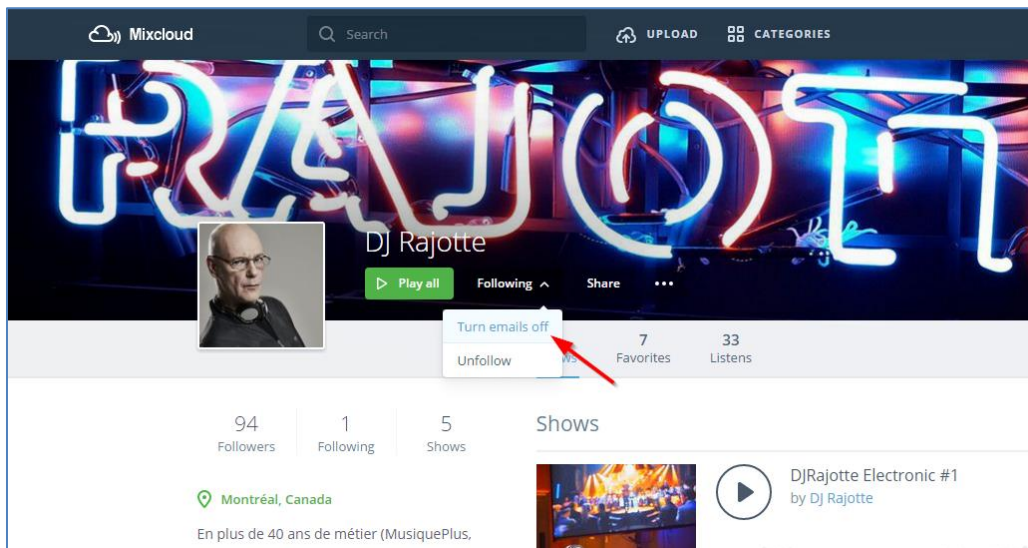 Mixcloud Search UPLOAD CATEGORIES
RAJOTT
DJ Rajotte
Play all Following Share
Turn emails off
Unfollow
7 33
Favorites Listens
94 1 5
Followers Following Shows
Shows
Montréal, Canada
En plus de 40 ans de métier (MusiquePlus,
DJRajotte Electronic #1
by DJ Rajotte